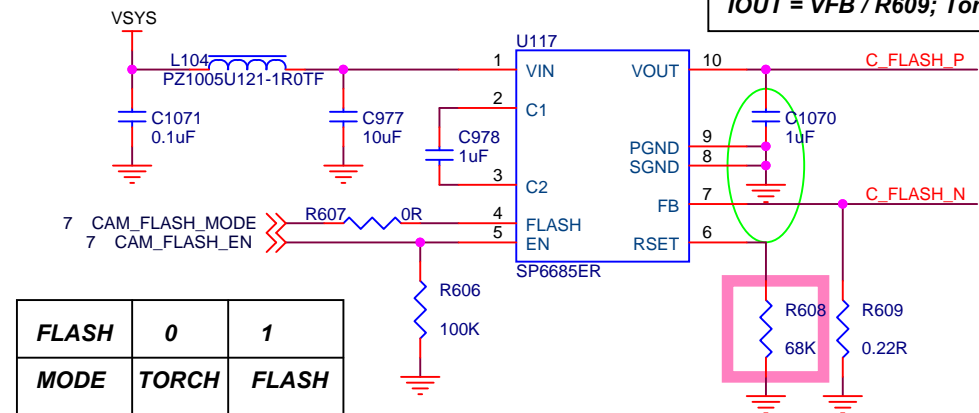 IOUT = VFB / R609; Tor
VSYS
U117
L104
PZ1005U121-1R0TF
1
VIN
VOUT
10
C_FLASH_P
2
C1
C1071
0.1uF
C977
10uF
C978
1uF
C1070
1uF
PGND
9
SGND
8
3
C2
FB
7
C_FLASH_N
7 CAM_FLASH_MODE
R607
0R
4
FLASH
7 CAM_FLASH_EN
5
EN
RSET
6
SP6685ER
R606
100K
R608
68K
R609
0.22R
FLASH 0 1
MODE TORCH FLASH